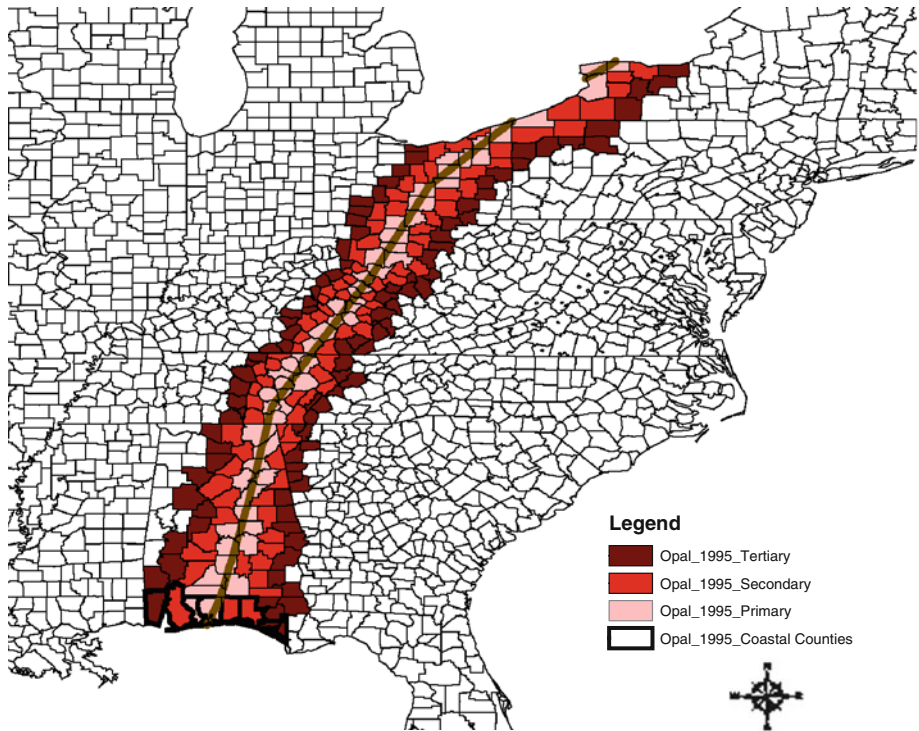 Legend
Opal_1995_Tertiary
Opal_1995_Secondary
Opal_1995_Primary
Opal_1995_Coastal Counties
N